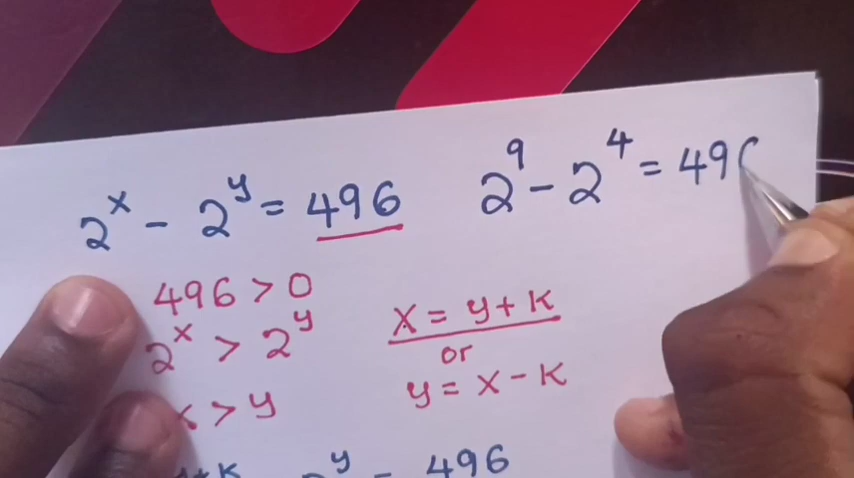 2^x - 2^y = 496
2^9 - 2^4 = 49
496 > 0
2^x > 2^y
x > y
x = y + k
or
y = x - k
y = 496